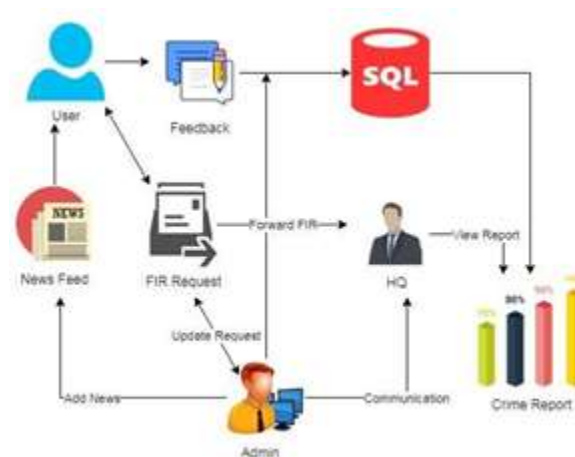 SQL
User
Feedback
NEWS
Forward FIR
View Report
News Feed
FIR Request
HQ
80%
Update Request
Add News
Communication
Crime Report
Admin